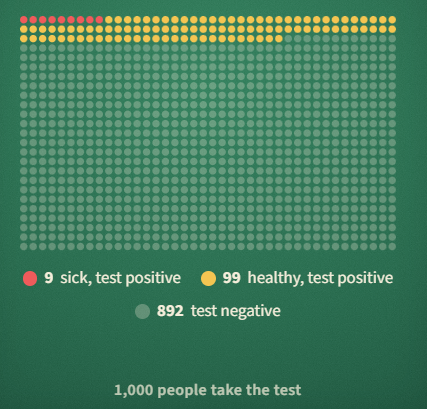 9 sick, test positive 99 healthy, test positive
892 test negative
1,000 people take the test